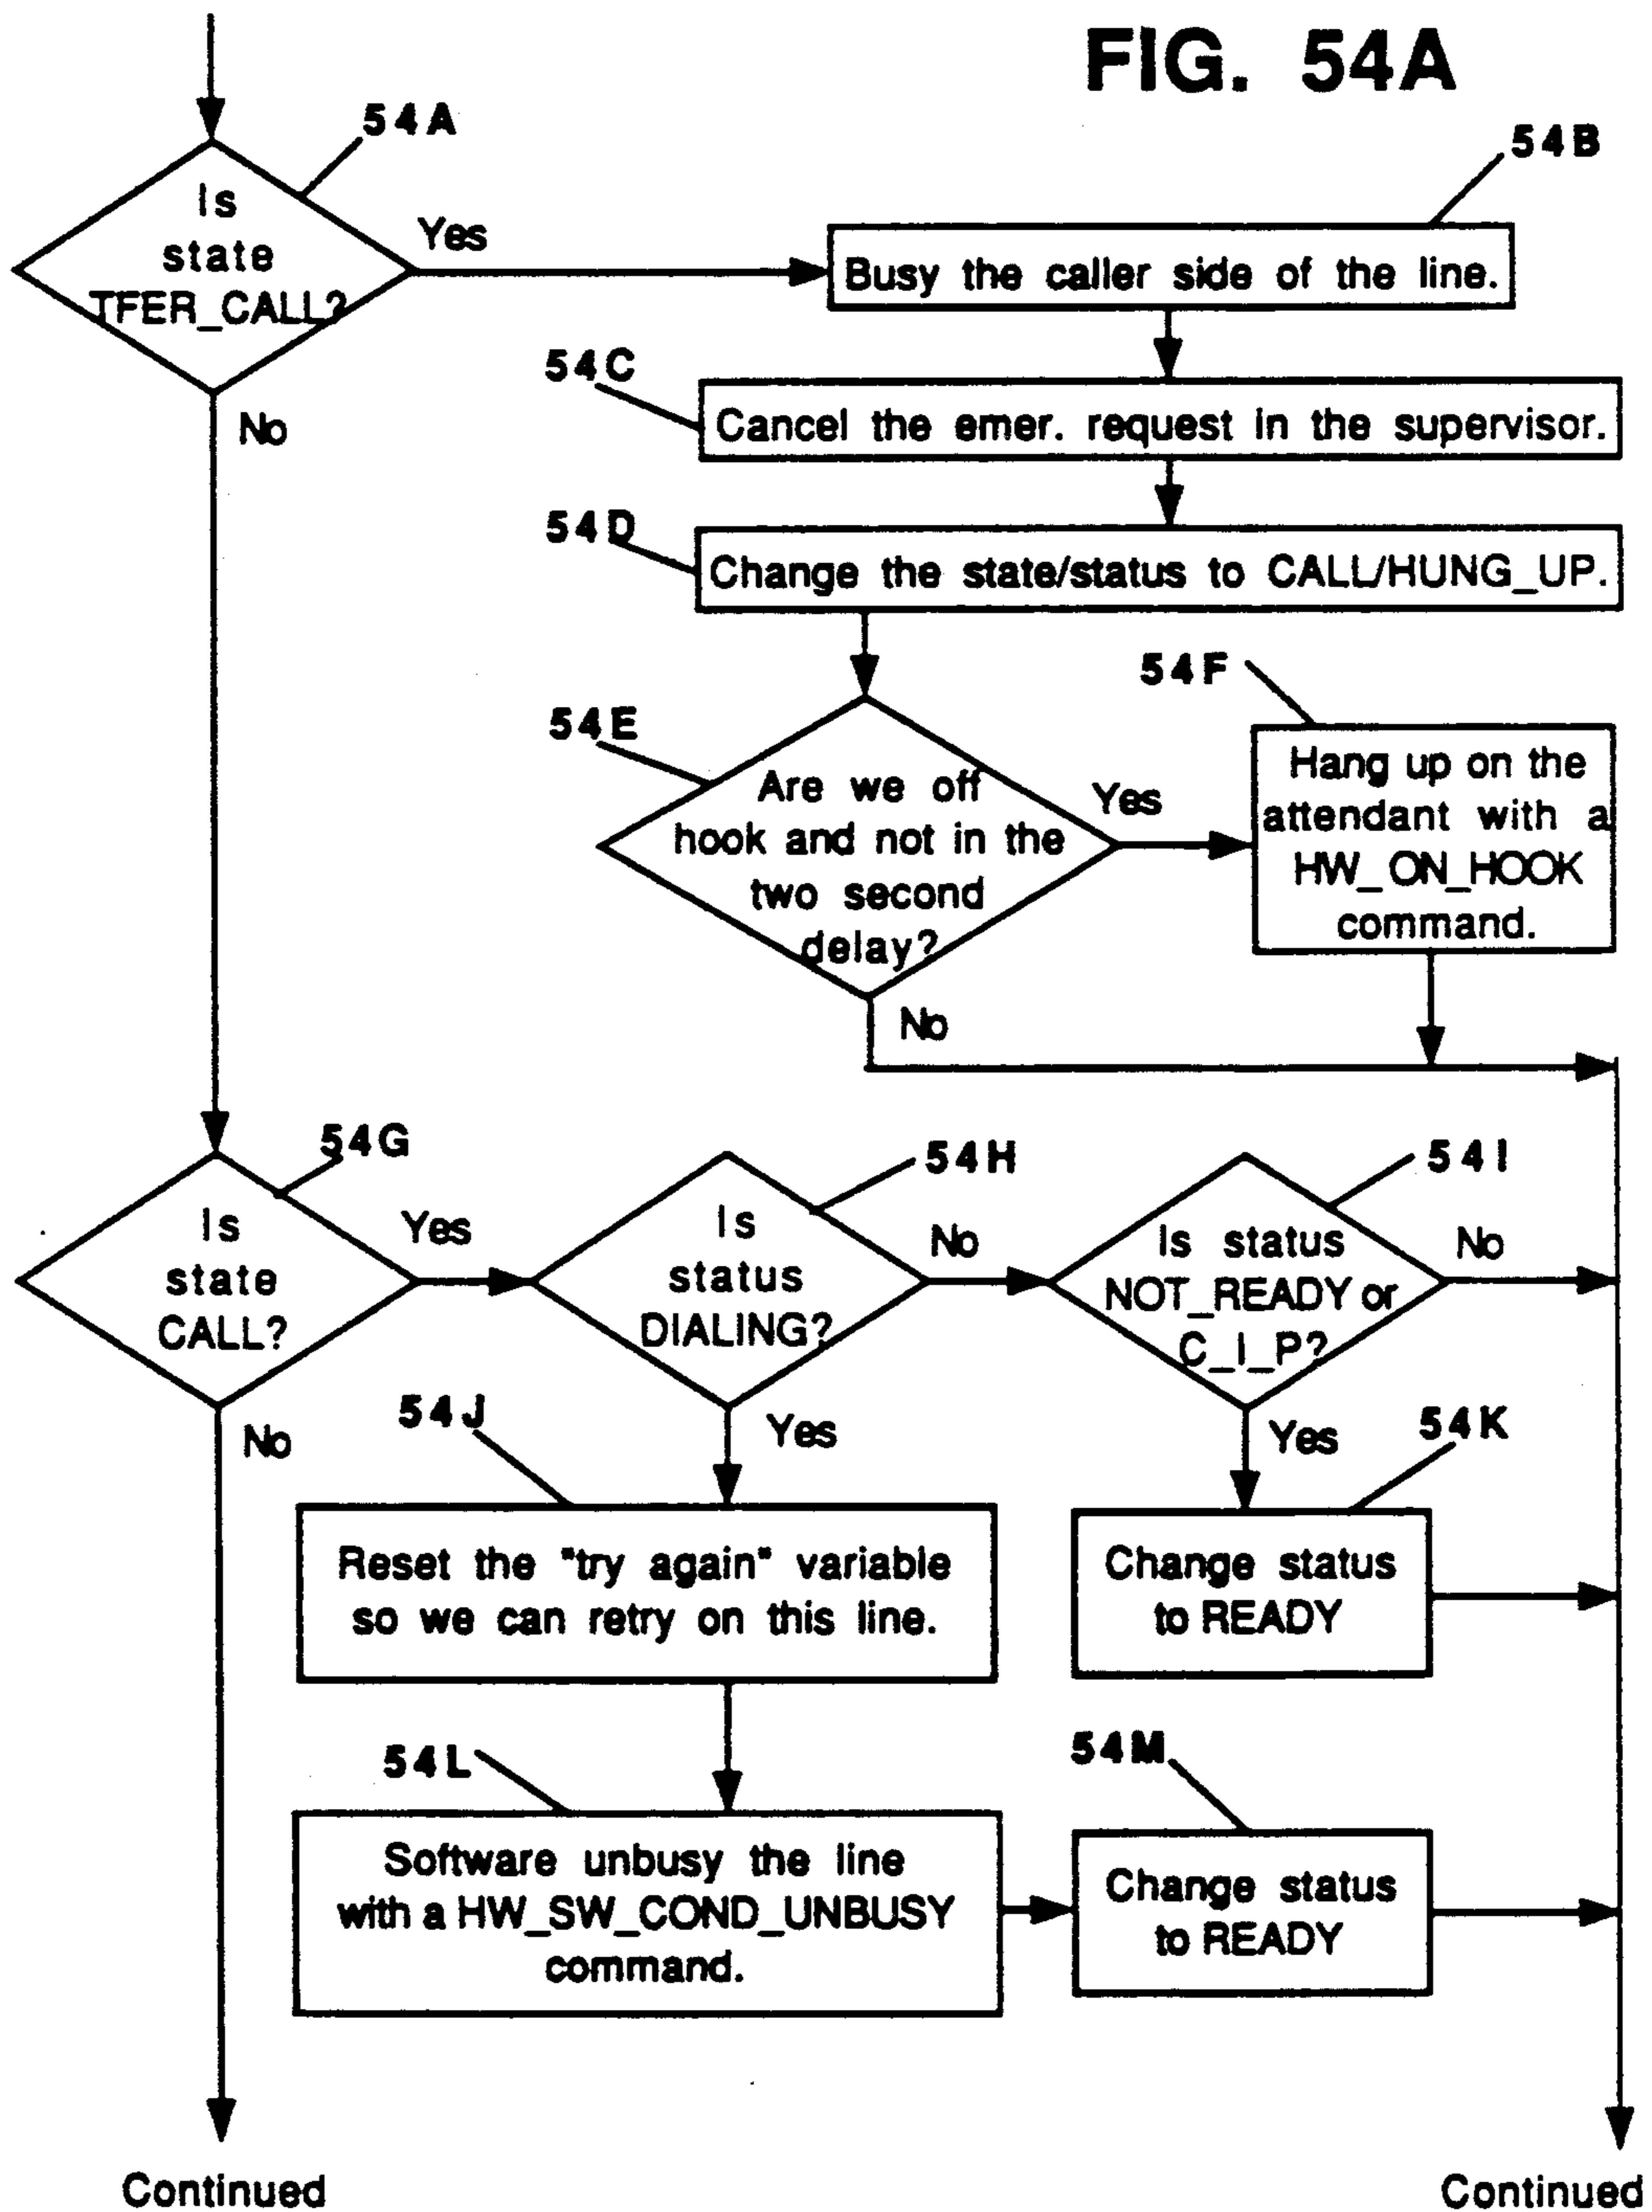 FIG. 54A
54A
Is
state
TFER_CALL?
Yes
No
54B
Busy the caller side of the line.
54C
Cancel the emer. request in the supervisor.
54D
Change the state/status to CALL/HUNG_UP.
54E
Are we off
hook and not in the
two second
delay?
Yes
No
54F
Hang up on the
attendant with a
HW_ON_HOOK
command.
54G
Is
state
CALL?
Yes
No
54H
Is
status
DIALING?
No
Yes
54I
Is status
NOT_READY or
C_I_P?
No
Yes
54J
Reset the "try again" variable
so we can retry on this line.
54K
Change status
to READY
54L
Software unbusy the line
with a HW_SW_COND_UNBUSY
command.
54M
Change status
to READY
Continued
Continued